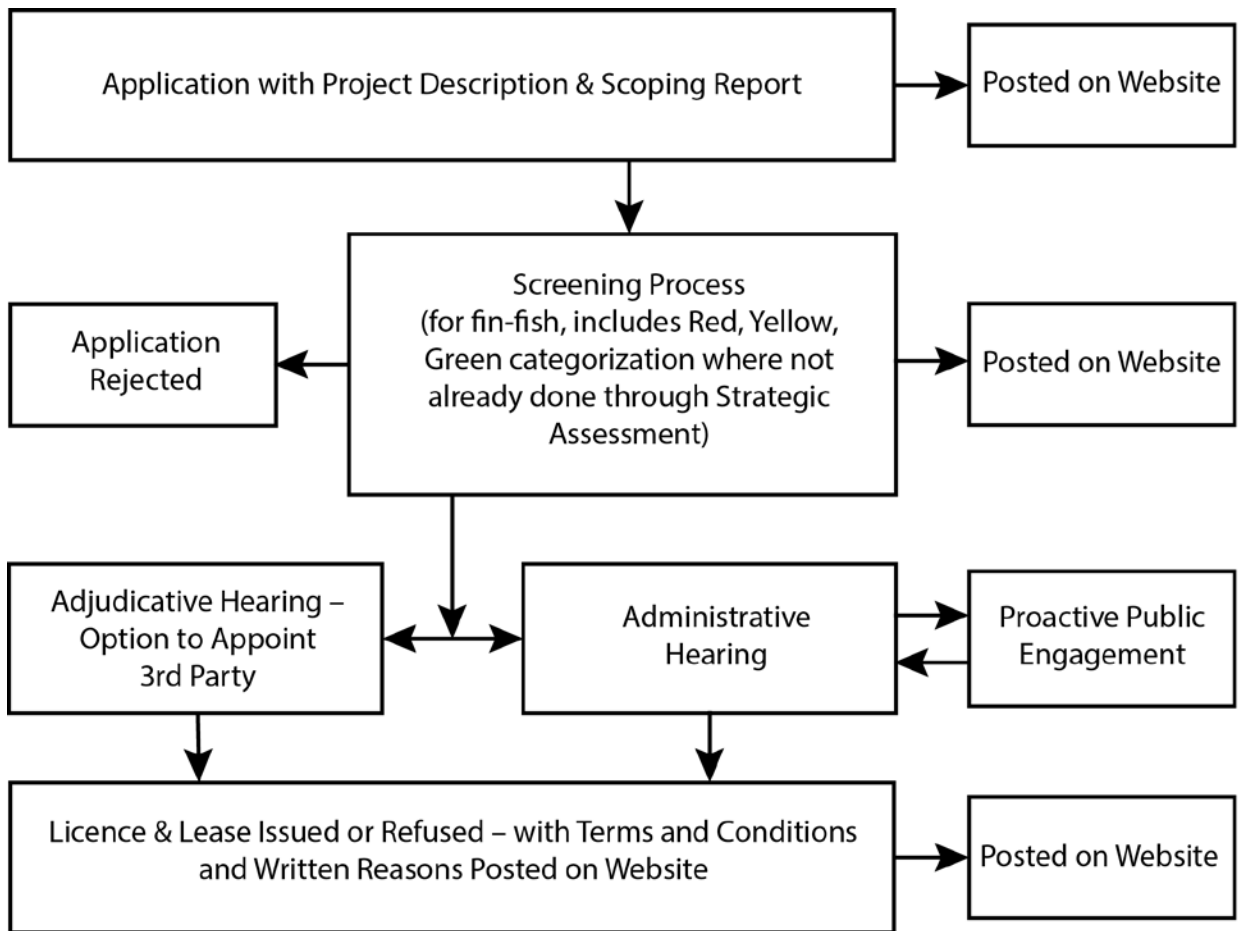 Application with Project Description & Scoping Report
Posted on Website
Screening Process
(for fin-fish, includes Red, Yellow,
Green categorization where not
already done through Strategic
Assessment)
Application
Rejected
Posted on Website
Adjudicative Hearing –
Option to Appoint
3rd Party
Administrative
Hearing
Proactive Public
Engagement
Licence & Lease Issued or Refused – with Terms and Conditions
and Written Reasons Posted on Website
Posted on Website